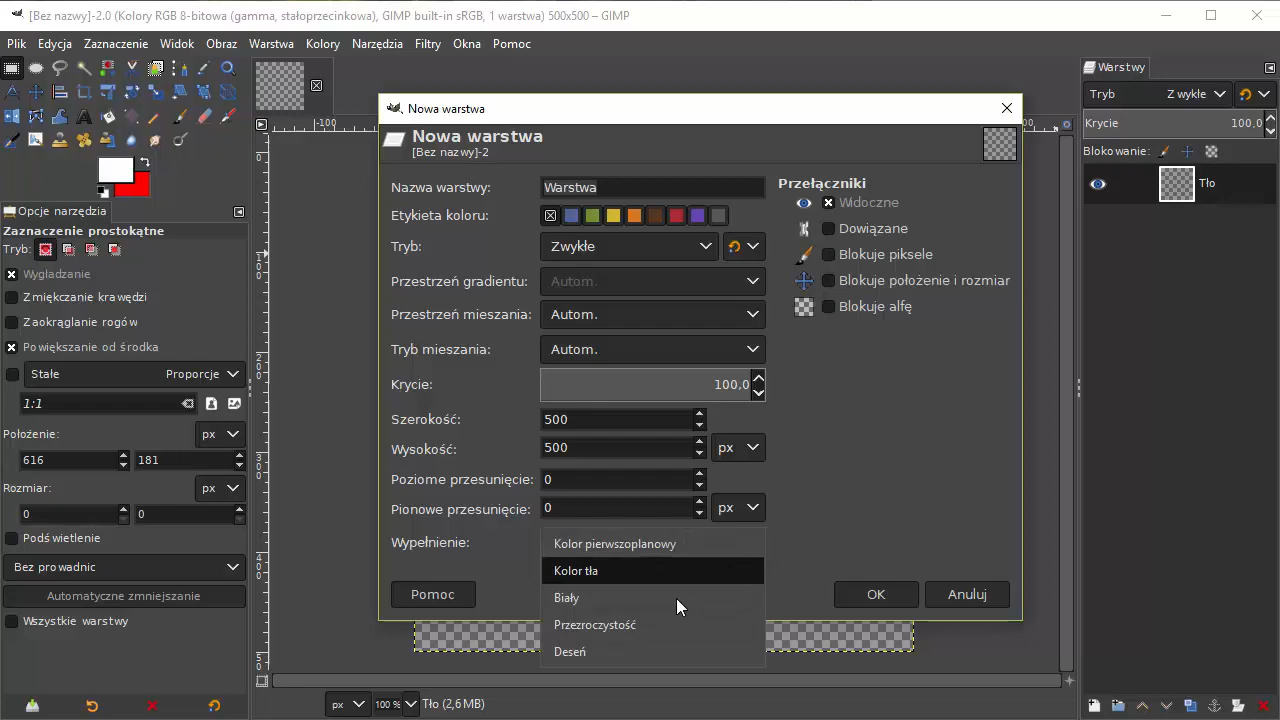 [Bez nazwy]-2.0 (Kolory RGB 8-bitowa (gamma, stałoprzecinkowa), GIMP built-in sRGB, 1 warstwa) 500x500 – GIMP
Plik Edycja Zaznaczenie Widok Obraz Warstwa Kolory Narzędzia Filtry Okna Pomoc
Opcje narzędzia
Zaznaczenie prostokątne
Tryb:
Wygładzanie
Zmiękczanie krawędzi
Zaokrąglanie rogów
Powiększanie od środka
Stałe Proporcje
1:1
Położenie: px
616 181
Rozmiar: px
0 0
Podświetlenie
Bez prowadnic
Automatyczne zmniejszanie
Wszystkie warstwy
-100
0
100
200
300
400
50
Nowa warstwa
Nowa warstwa
[Bez nazwy]-2
Nazwa warstwy: Warstwa
Etykieta koloru:
Tryb: Zwykłe
Przestrzeń gradientu: Autom.
Przestrzeń mieszania: Autom.
Tryb mieszania: Autom.
Krycie: 100,0
Szerokość: 500
Wysokość: 500 px
Poziome przesunięcie: 0
Pionowe przesunięcie: 0 px
Wypełnienie:
Kolor pierwszoplanowy
Kolor tła
Biały
Przezroczystość
Deseń
Przełączniki
Widoczne
Dowiązane
Blokuje piksele
Blokuje położenie i rozmiar
Blokuje alfę
Pomoc OK Anuluj
px 100 % Tło (2,6 MB)
Warstwy
Tryb Zwykłe
Krycie 100,0
Blokowanie:
Tło